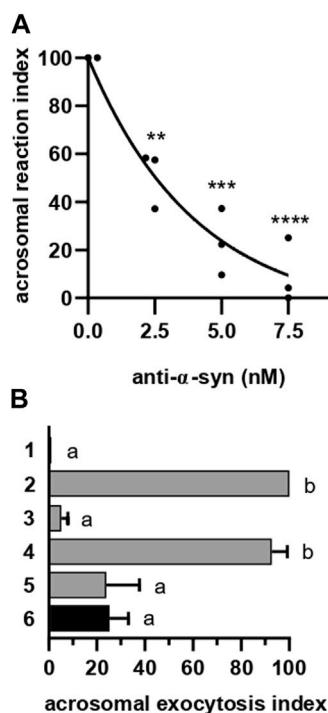 A
acrosomal reaction index
100
80
60
40
20
0
**
***
****
0.0 2.5 5.0 7.5
anti-α-syn (nM)
B
1 a
2 b
3 a
4 b
5 a
6 a
0 20 40 60 80 100
acrosomal exocytosis index